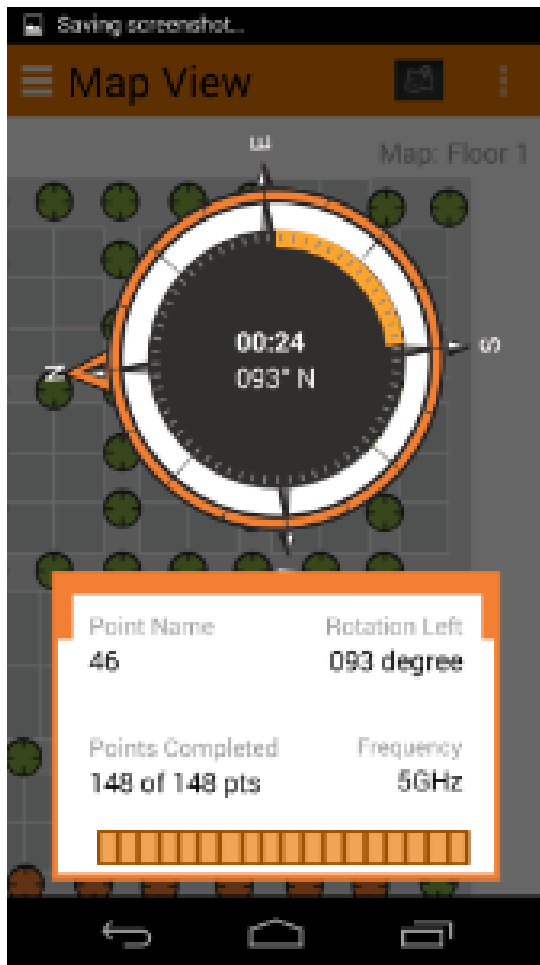 Saving screenshot...
Map View
Map: Floor 1
E
S
N
00:24
093° N
Point Name
Rotation Left
46
093 degree
Points Completed
Frequency
148 of 148 pts
5GHz